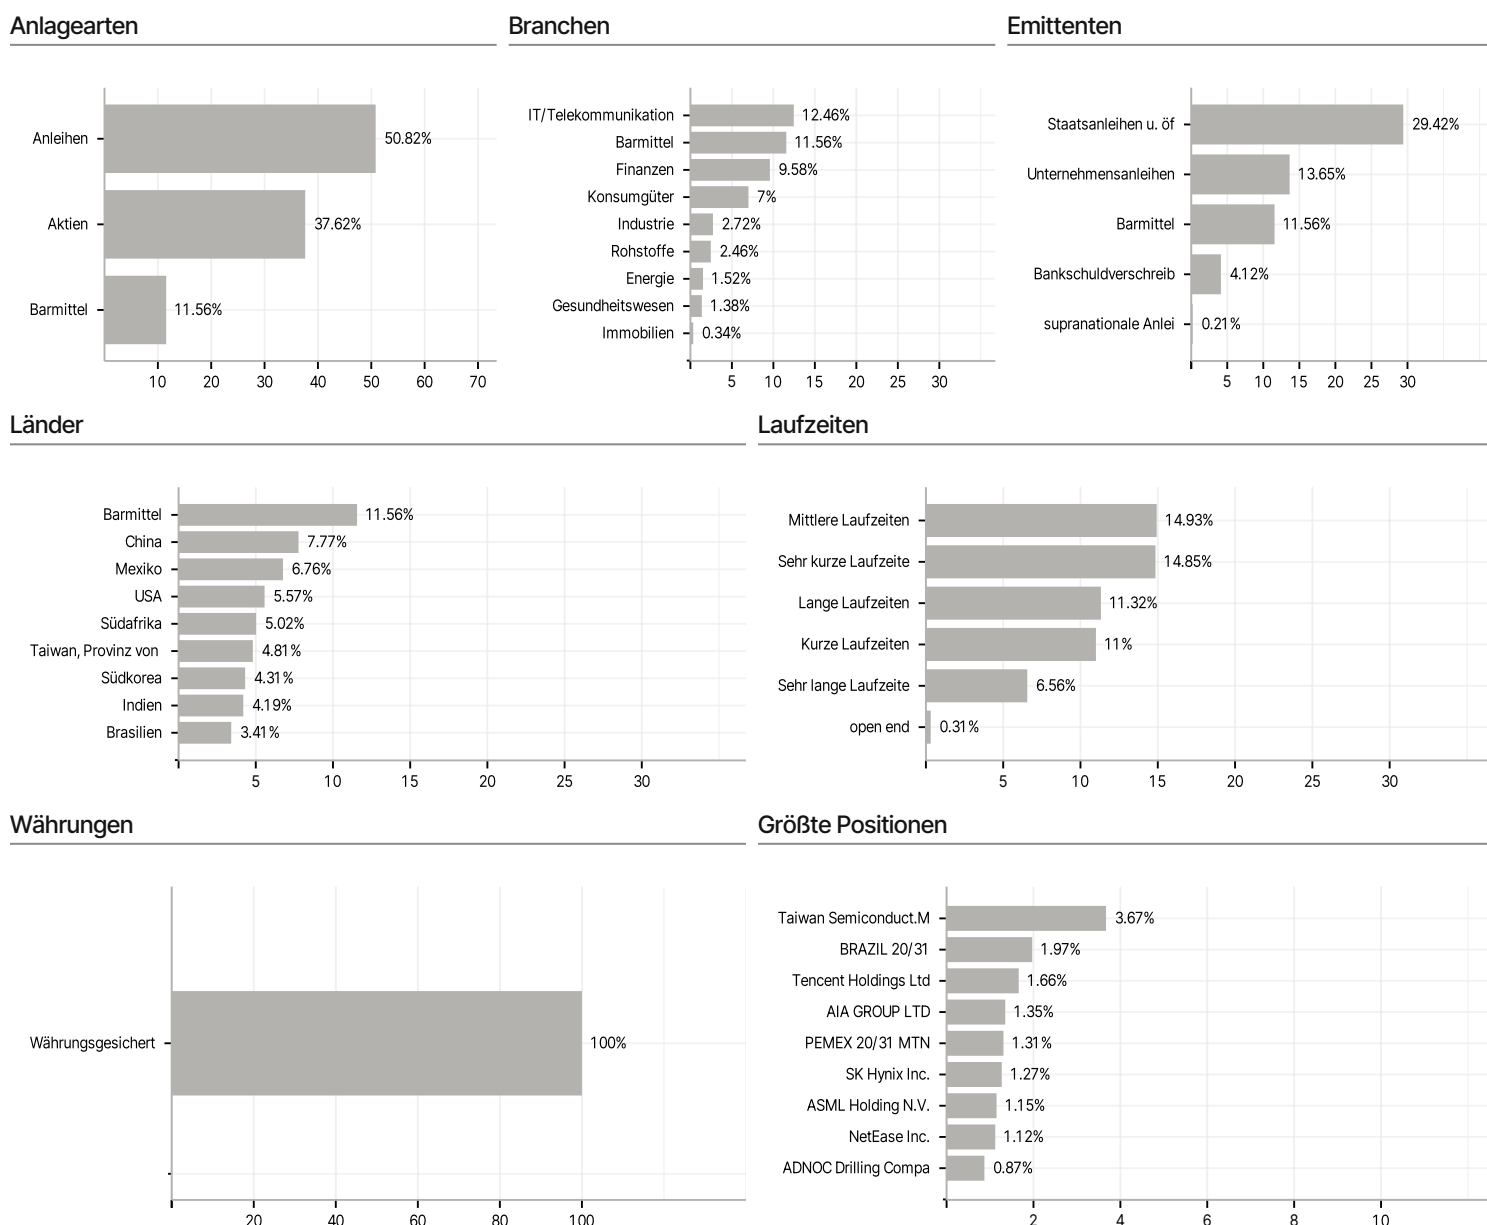 Anlagearten
Anleihen 50.82%
Aktien 37.62%
Barmittel 11.56%
10 20 30 40 50 60 70
Branchen
IT/Telekommunikation 12.46%
Barmittel 11.56%
Finanzen 9.58%
Konsumgüter 7%
Industrie 2.72%
Rohstoffe 2.46%
Energie 1.52%
Gesundheitswesen 1.38%
Immobilien 0.34%
5 10 15 20 25 30
Emittenten
Staatsanleihen u. öf 29.42%
Unternehmensanleihen 13.65%
Barmittel 11.56%
Bankschuldverschreib 4.12%
supranationale Anlei 0.21%
5 10 15 20 25 30
Länder
Barmittel 11.56%
China 7.77%
Mexiko 6.76%
USA 5.57%
Südafrika 5.02%
Taiwan, Provinz von 4.81%
Südkorea 4.31%
Indien 4.19%
Brasilien 3.41%
5 10 15 20 25 30
Laufzeiten
Mittlere Laufzeiten 14.93%
Sehr kurze Laufzeite 14.85%
Lange Laufzeiten 11.32%
Kurze Laufzeiten 11%
Sehr lange Laufzeite 6.56%
open end 0.31%
5 10 15 20 25 30
Währungen
Währungsgesichert 100%
20 40 60 80 100
Größte Positionen
Taiwan Semiconduct.M 3.67%
BRAZIL 20/31 1.97%
Tencent Holdings Ltd 1.66%
AIA GROUP LTD 1.35%
PEMEX 20/31 MTN 1.31%
SK Hynix Inc. 1.27%
ASML Holding N.V. 1.15%
NetEase Inc. 1.12%
ADNOC Drilling Compa 0.87%
2 4 6 8 10